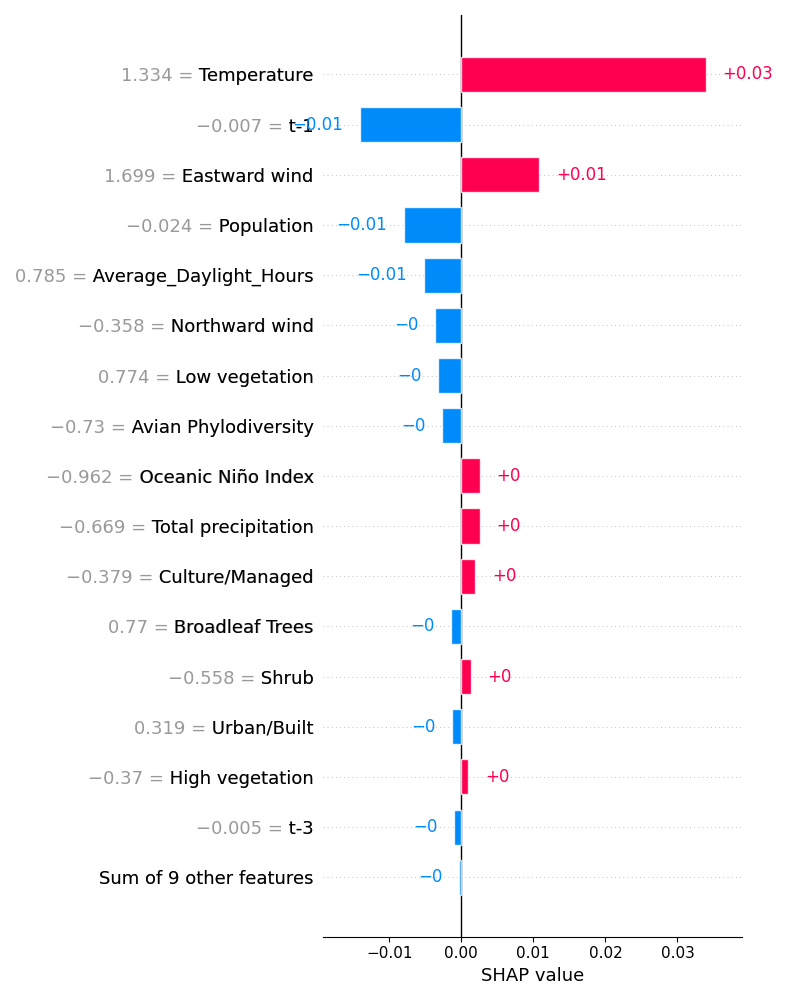 1.334 = Temperature +0.03
−0.007 = t-1 −0.01
1.699 = Eastward wind +0.01
−0.024 = Population −0.01
0.785 = Average_Daylight_Hours −0.01
−0.358 = Northward wind −0
0.774 = Low vegetation −0
−0.73 = Avian Phylodiversity −0
−0.962 = Oceanic Niño Index +0
−0.669 = Total precipitation +0
−0.379 = Culture/Managed +0
0.77 = Broadleaf Trees −0
−0.558 = Shrub +0
0.319 = Urban/Built −0
−0.37 = High vegetation +0
−0.005 = t-3 −0
Sum of 9 other features −0
−0.01 0.00 0.01 0.02 0.03
SHAP value